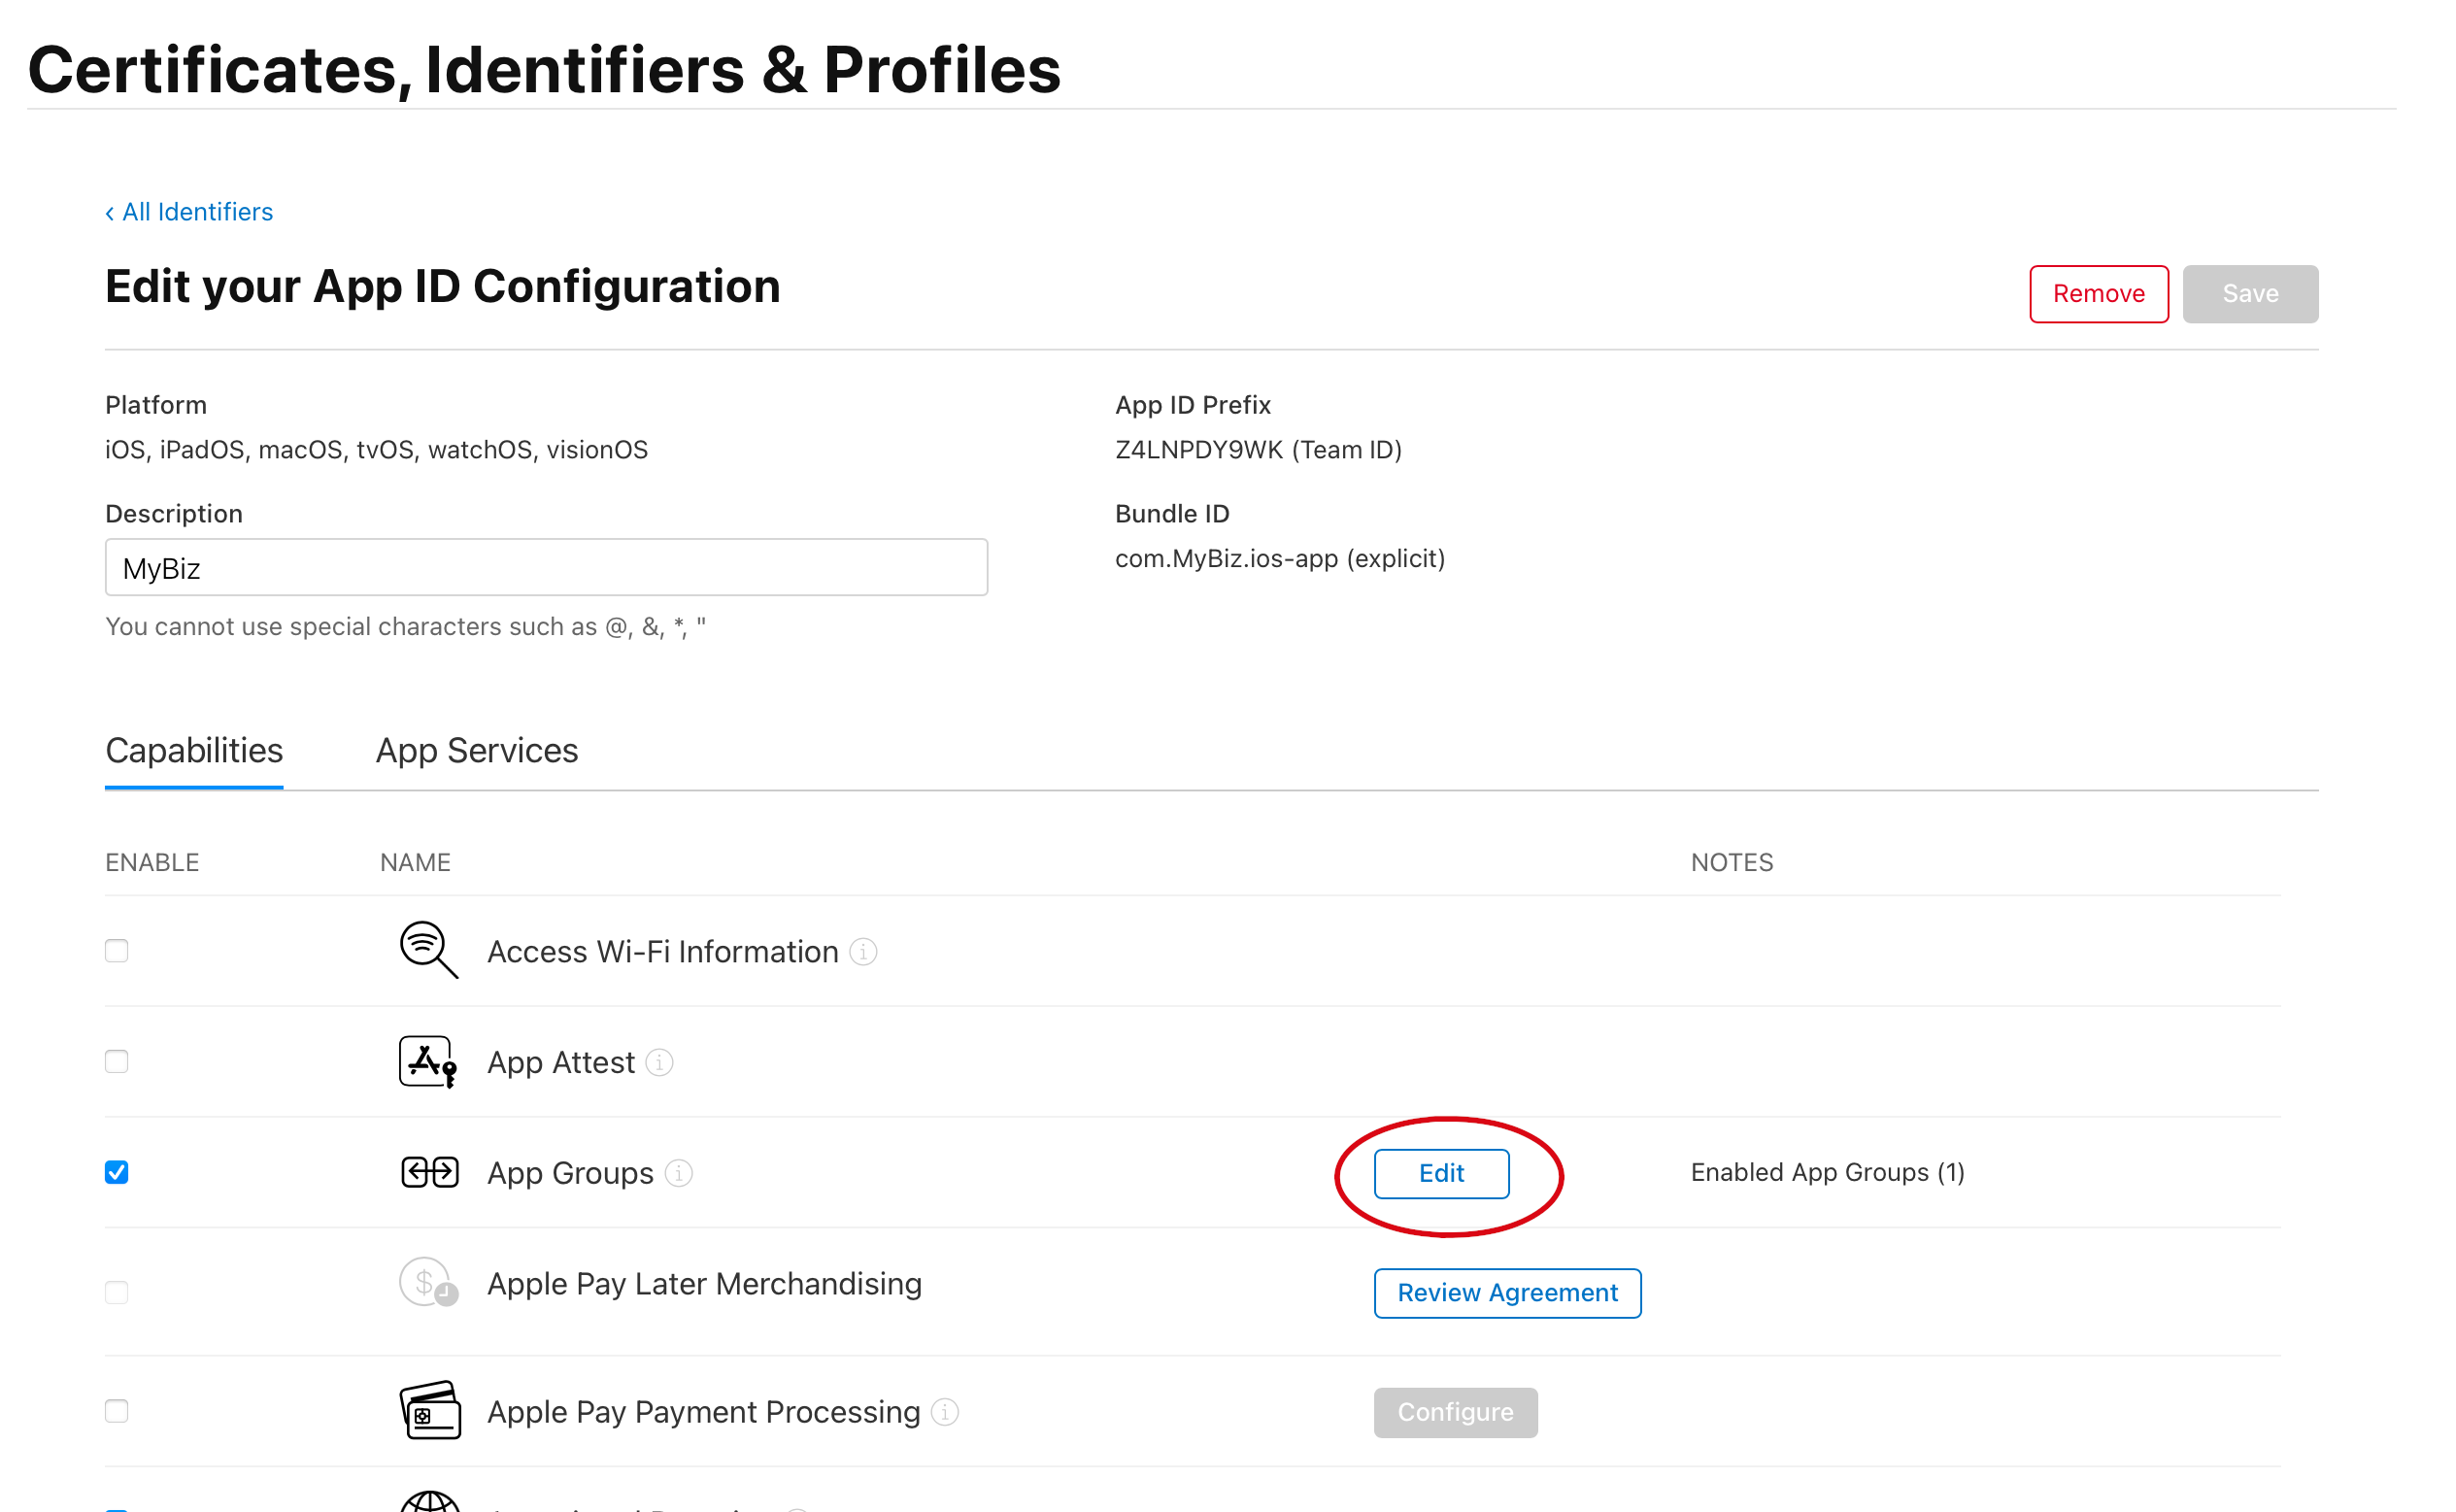 Certificates, Identifiers & Profiles
‹ All Identifiers
Edit your App ID Configuration
Remove
Save
Platform
iOS, iPadOS, macOS, tvOS, watchOS, visionOS
App ID Prefix
Z4LNPDY9WK (Team ID)
Description
MyBiz
You cannot use special characters such as @, &, *, "
Bundle ID
com.MyBiz.ios-app (explicit)
Capabilities
App Services
ENABLE
NAME
NOTES
Access Wi-Fi Information
App Attest
App Groups
Edit
Enabled App Groups (1)
Apple Pay Later Merchandising
Review Agreement
Apple Pay Payment Processing
Configure